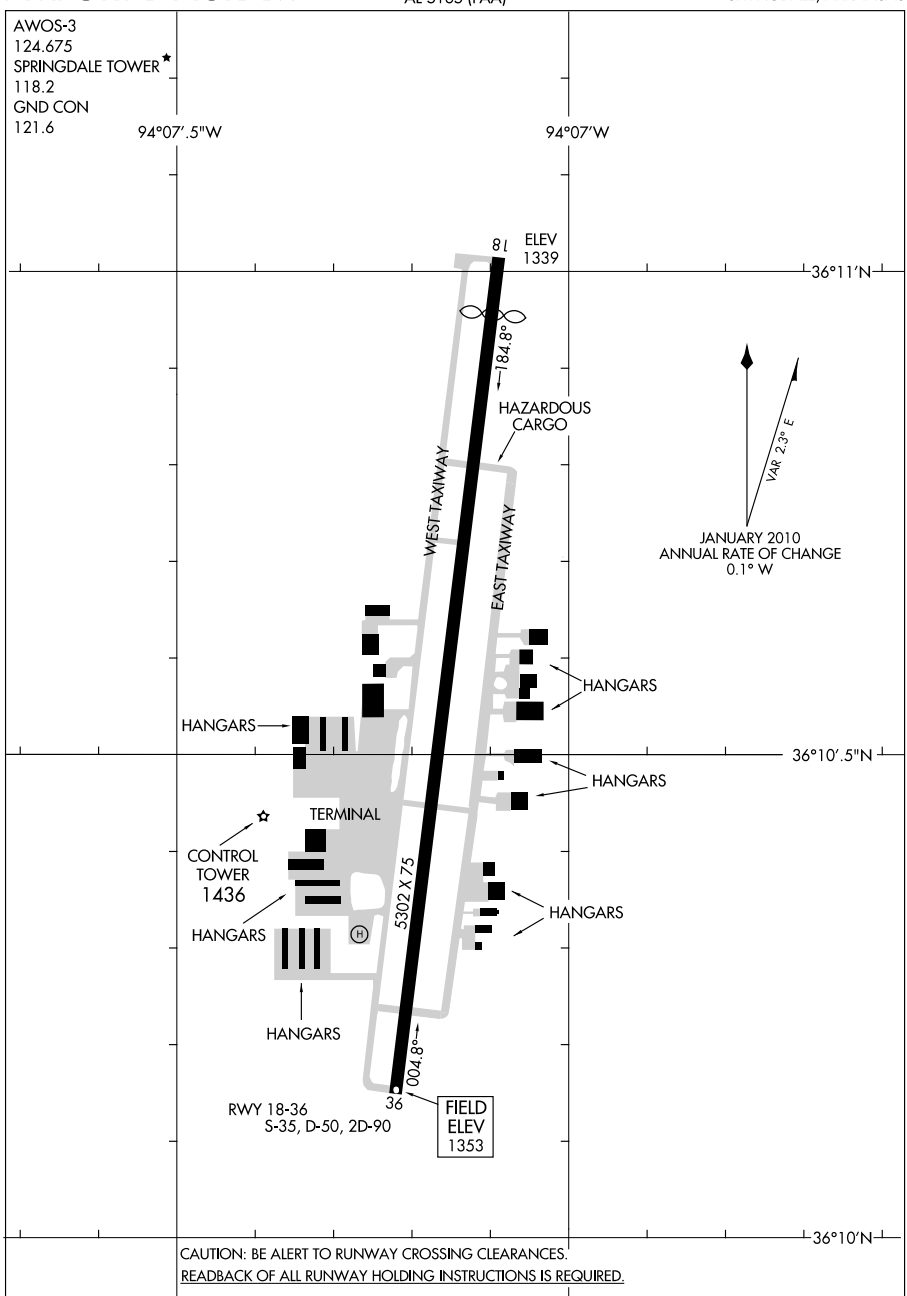 AL-5183 (FAA)
AWOS-3
124.675
SPRINGDALE TOWER
118.2
GND CON
121.6
94°07'.5"W
94°07'W
18
ELEV
1339
36°11'N
184.8°
HAZARDOUS
CARGO
VAR 2.3° E
WEST TAXIWAY
EAST TAXIWAY
JANUARY 2010
ANNUAL RATE OF CHANGE
0.1° W
HANGARS
HANGARS
36°10'.5"N
HANGARS
TERMINAL
CONTROL
TOWER
1436
5302 X 75
HANGARS
HANGARS
H
HANGARS
004.8°
36
RWY 18-36
S-35, D-50, 2D-90
FIELD
ELEV
1353
36°10'N
CAUTION: BE ALERT TO RUNWAY CROSSING CLEARANCES.
READBACK OF ALL RUNWAY HOLDING INSTRUCTIONS IS REQUIRED.